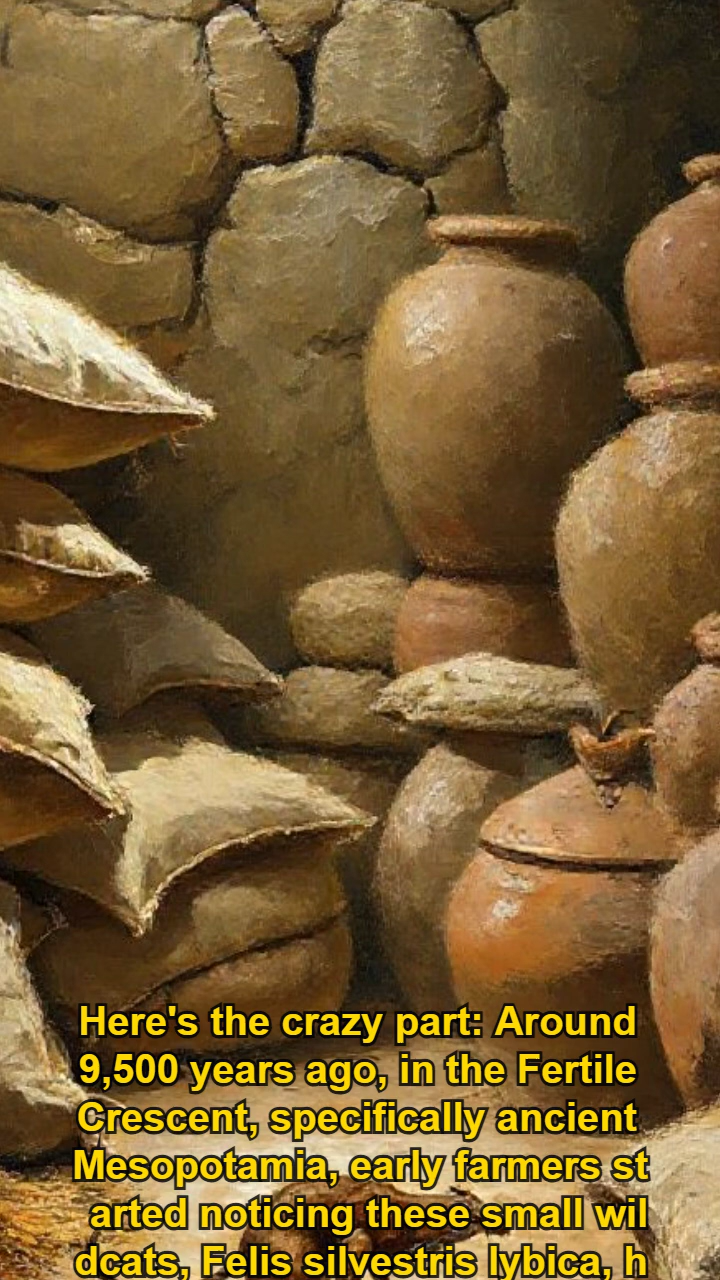 Here's the crazy part: Around
9,500 years ago, in the Fertile
Crescent, specifically ancient
Mesopotamia, early farmers st
arted noticing these small wil
dcats, Felis silvestris lybica, h